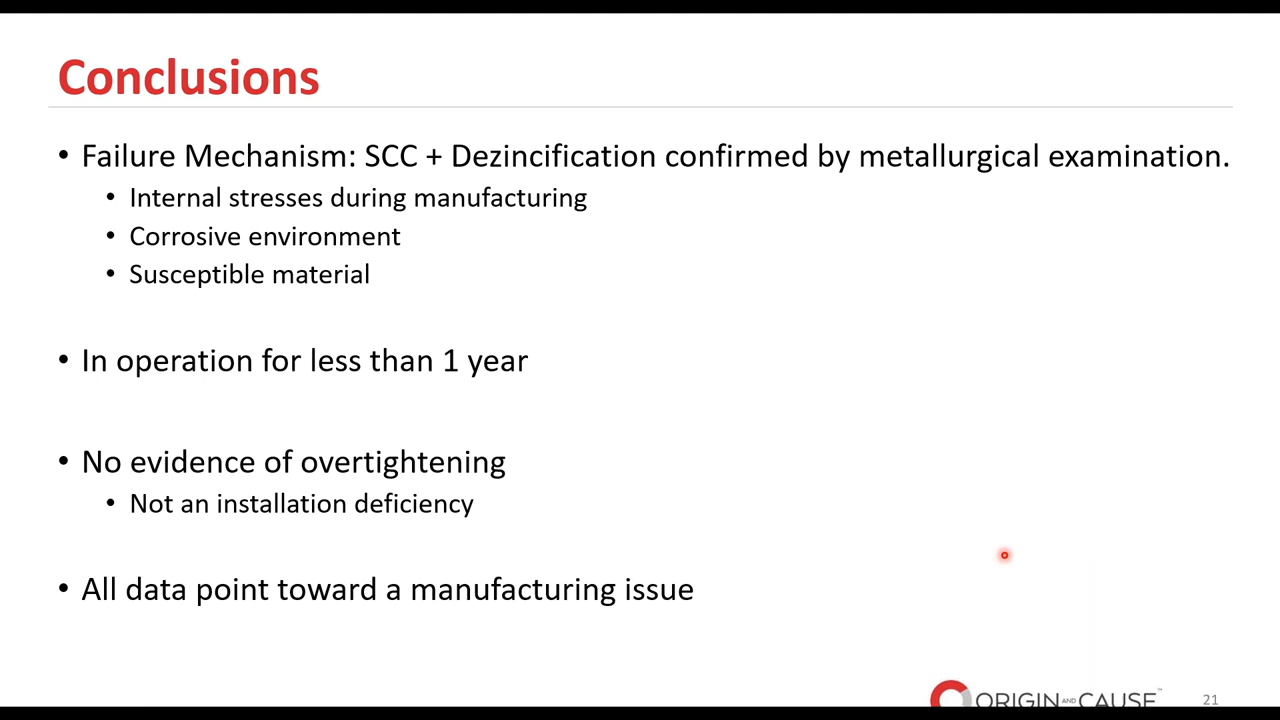 Conclusions
• Failure Mechanism: SCC + Dezincification confirmed by metallurgical examination.
• Internal stresses during manufacturing
• Corrosive environment
• Susceptible material
• In operation for less than 1 year
• No evidence of overtightening
• Not an installation deficiency
• All data point toward a manufacturing issue
ORIGIN AND CAUSE™
21